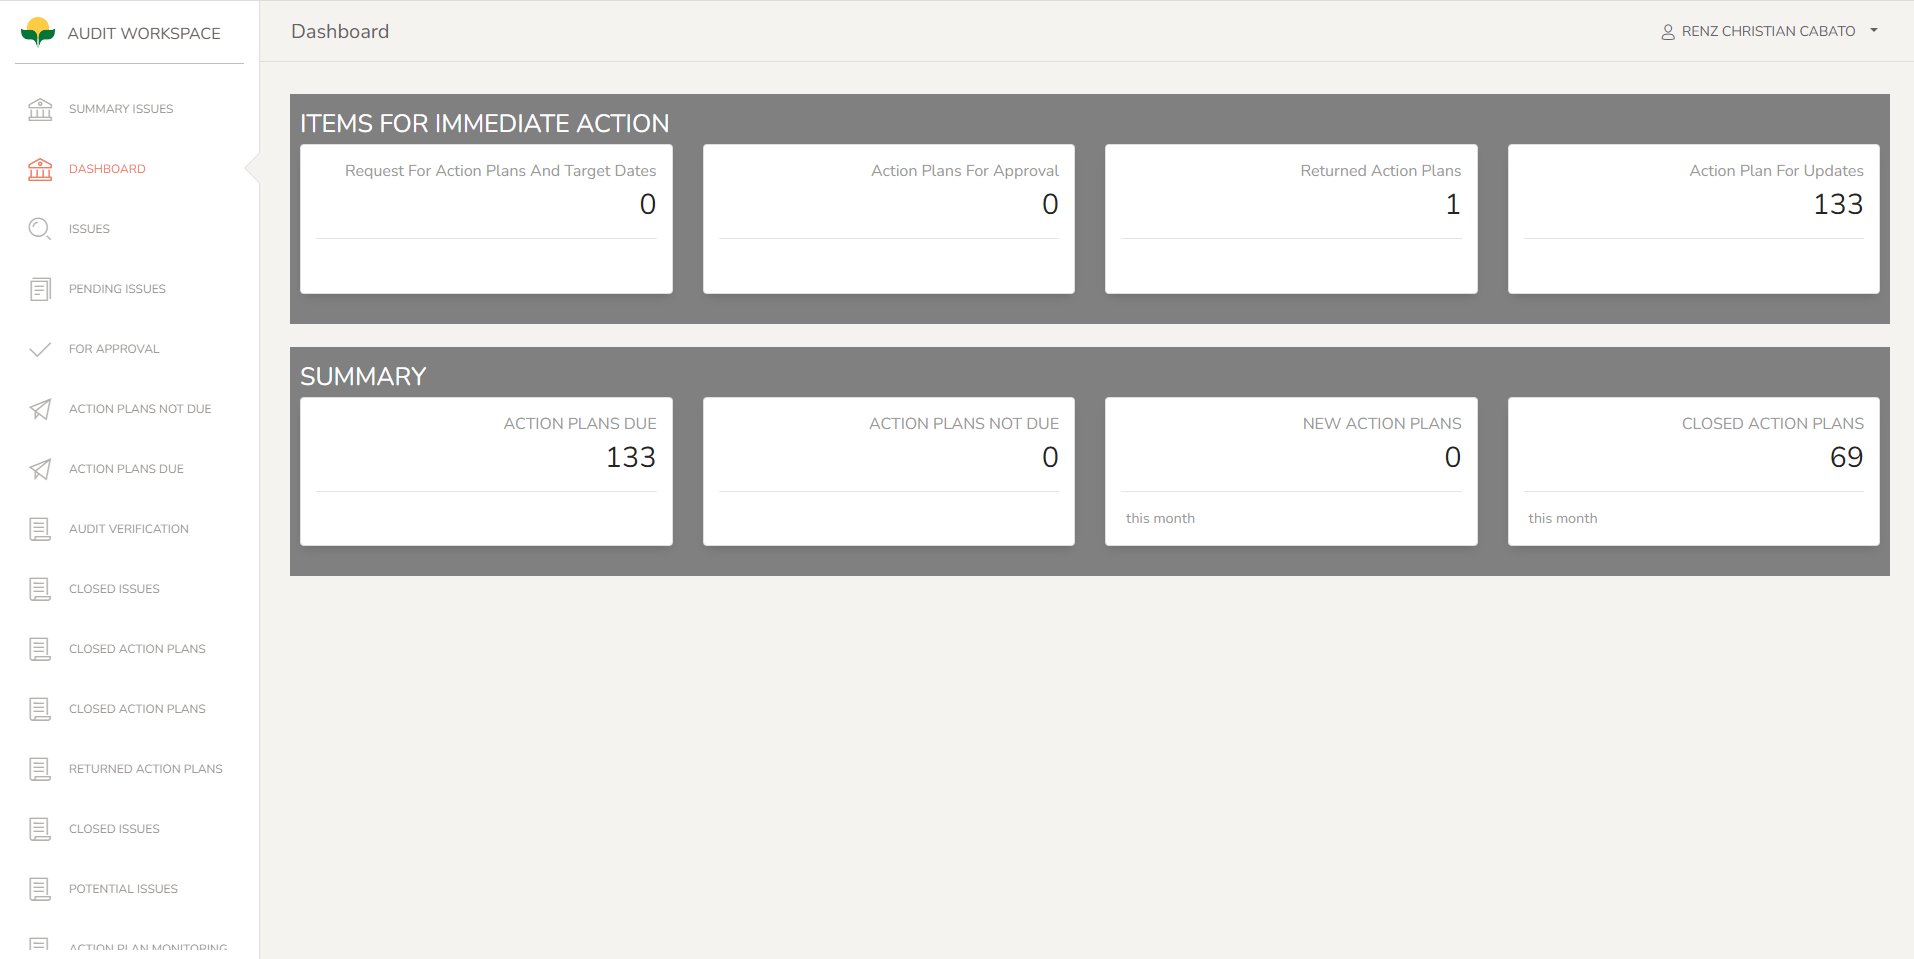 AUDIT WORKSPACE
SUMMARY ISSUES
DASHBOARD
ISSUES
PENDING ISSUES
FOR APPROVAL
ACTION PLANS NOT DUE
ACTION PLANS DUE
AUDIT VERIFICATION
CLOSED ISSUES
CLOSED ACTION PLANS
CLOSED ACTION PLANS
RETURNED ACTION PLANS
CLOSED ISSUES
POTENTIAL ISSUES
ACTION PLAN MONITORING
Dashboard
RENZ CHRISTIAN CABATO
ITEMS FOR IMMEDIATE ACTION
Request For Action Plans And Target Dates
0
Action Plans For Approval
0
Returned Action Plans
1
Action Plan For Updates
133
SUMMARY
ACTION PLANS DUE
133
ACTION PLANS NOT DUE
0
NEW ACTION PLANS
0
this month
CLOSED ACTION PLANS
69
this month